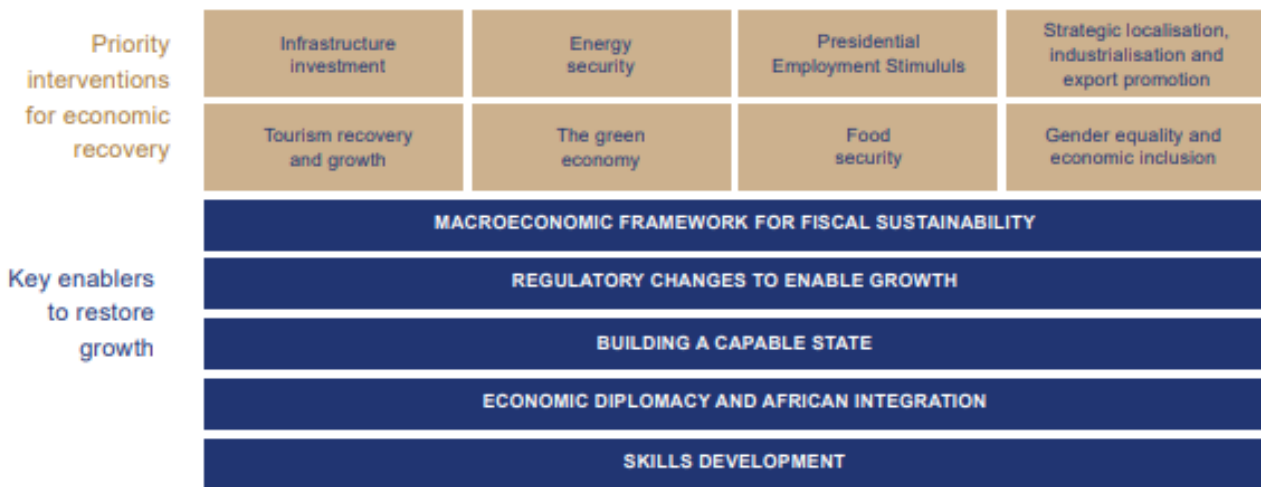 Priority
interventions
for economic
recovery
Infrastructure
investment
Energy
security
Presidential
Employment Stimululs
Strategic localisation,
industrialisation and
export promotion
Tourism recovery
and growth
The green
economy
Food
security
Gender equality and
economic inclusion
Key enablers
to restore
growth
MACROECONOMIC FRAMEWORK FOR FISCAL SUSTAINABILITY
REGULATORY CHANGES TO ENABLE GROWTH
BUILDING A CAPABLE STATE
ECONOMIC DIPLOMACY AND AFRICAN INTEGRATION
SKILLS DEVELOPMENT